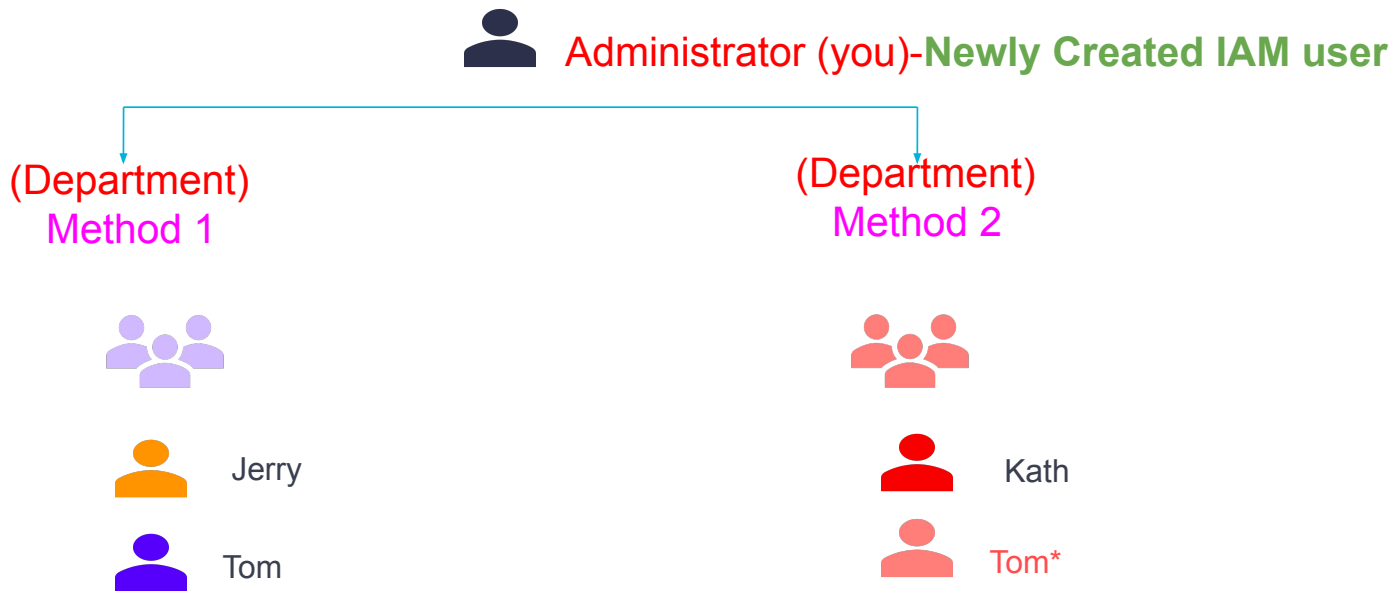 Administrator (you)-Newly Created IAM user
(Department)
Method 1
(Department)
Method 2
Jerry
Kath
Tom
Tom*